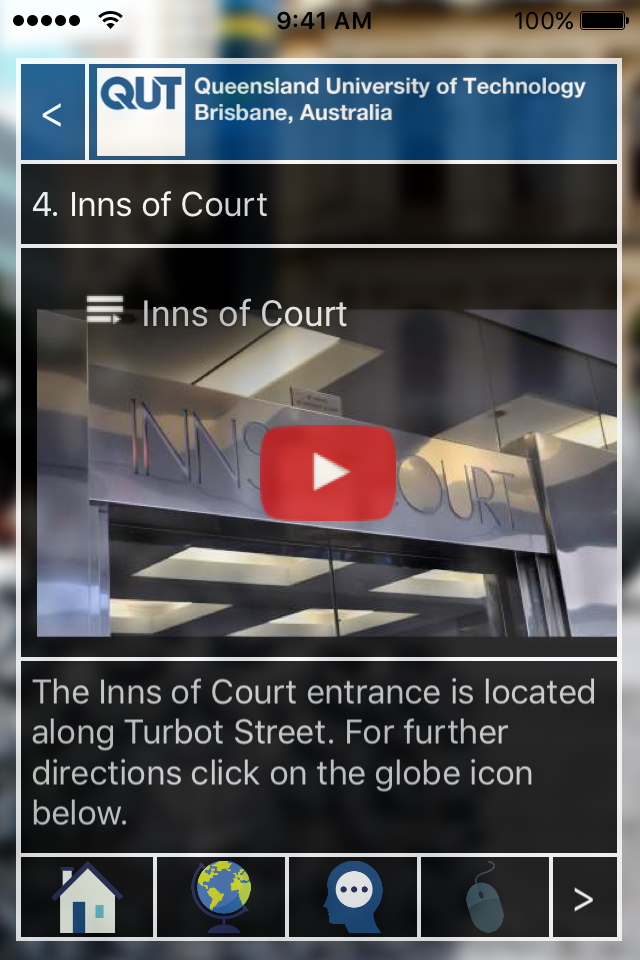 9:41 AM
100%
<
QUT
Queensland University of Technology
Brisbane, Australia
4. Inns of Court
Inns of Court
INNS
COURT
The Inns of Court entrance is located
along Turbot Street. For further
directions click on the globe icon
below.
>